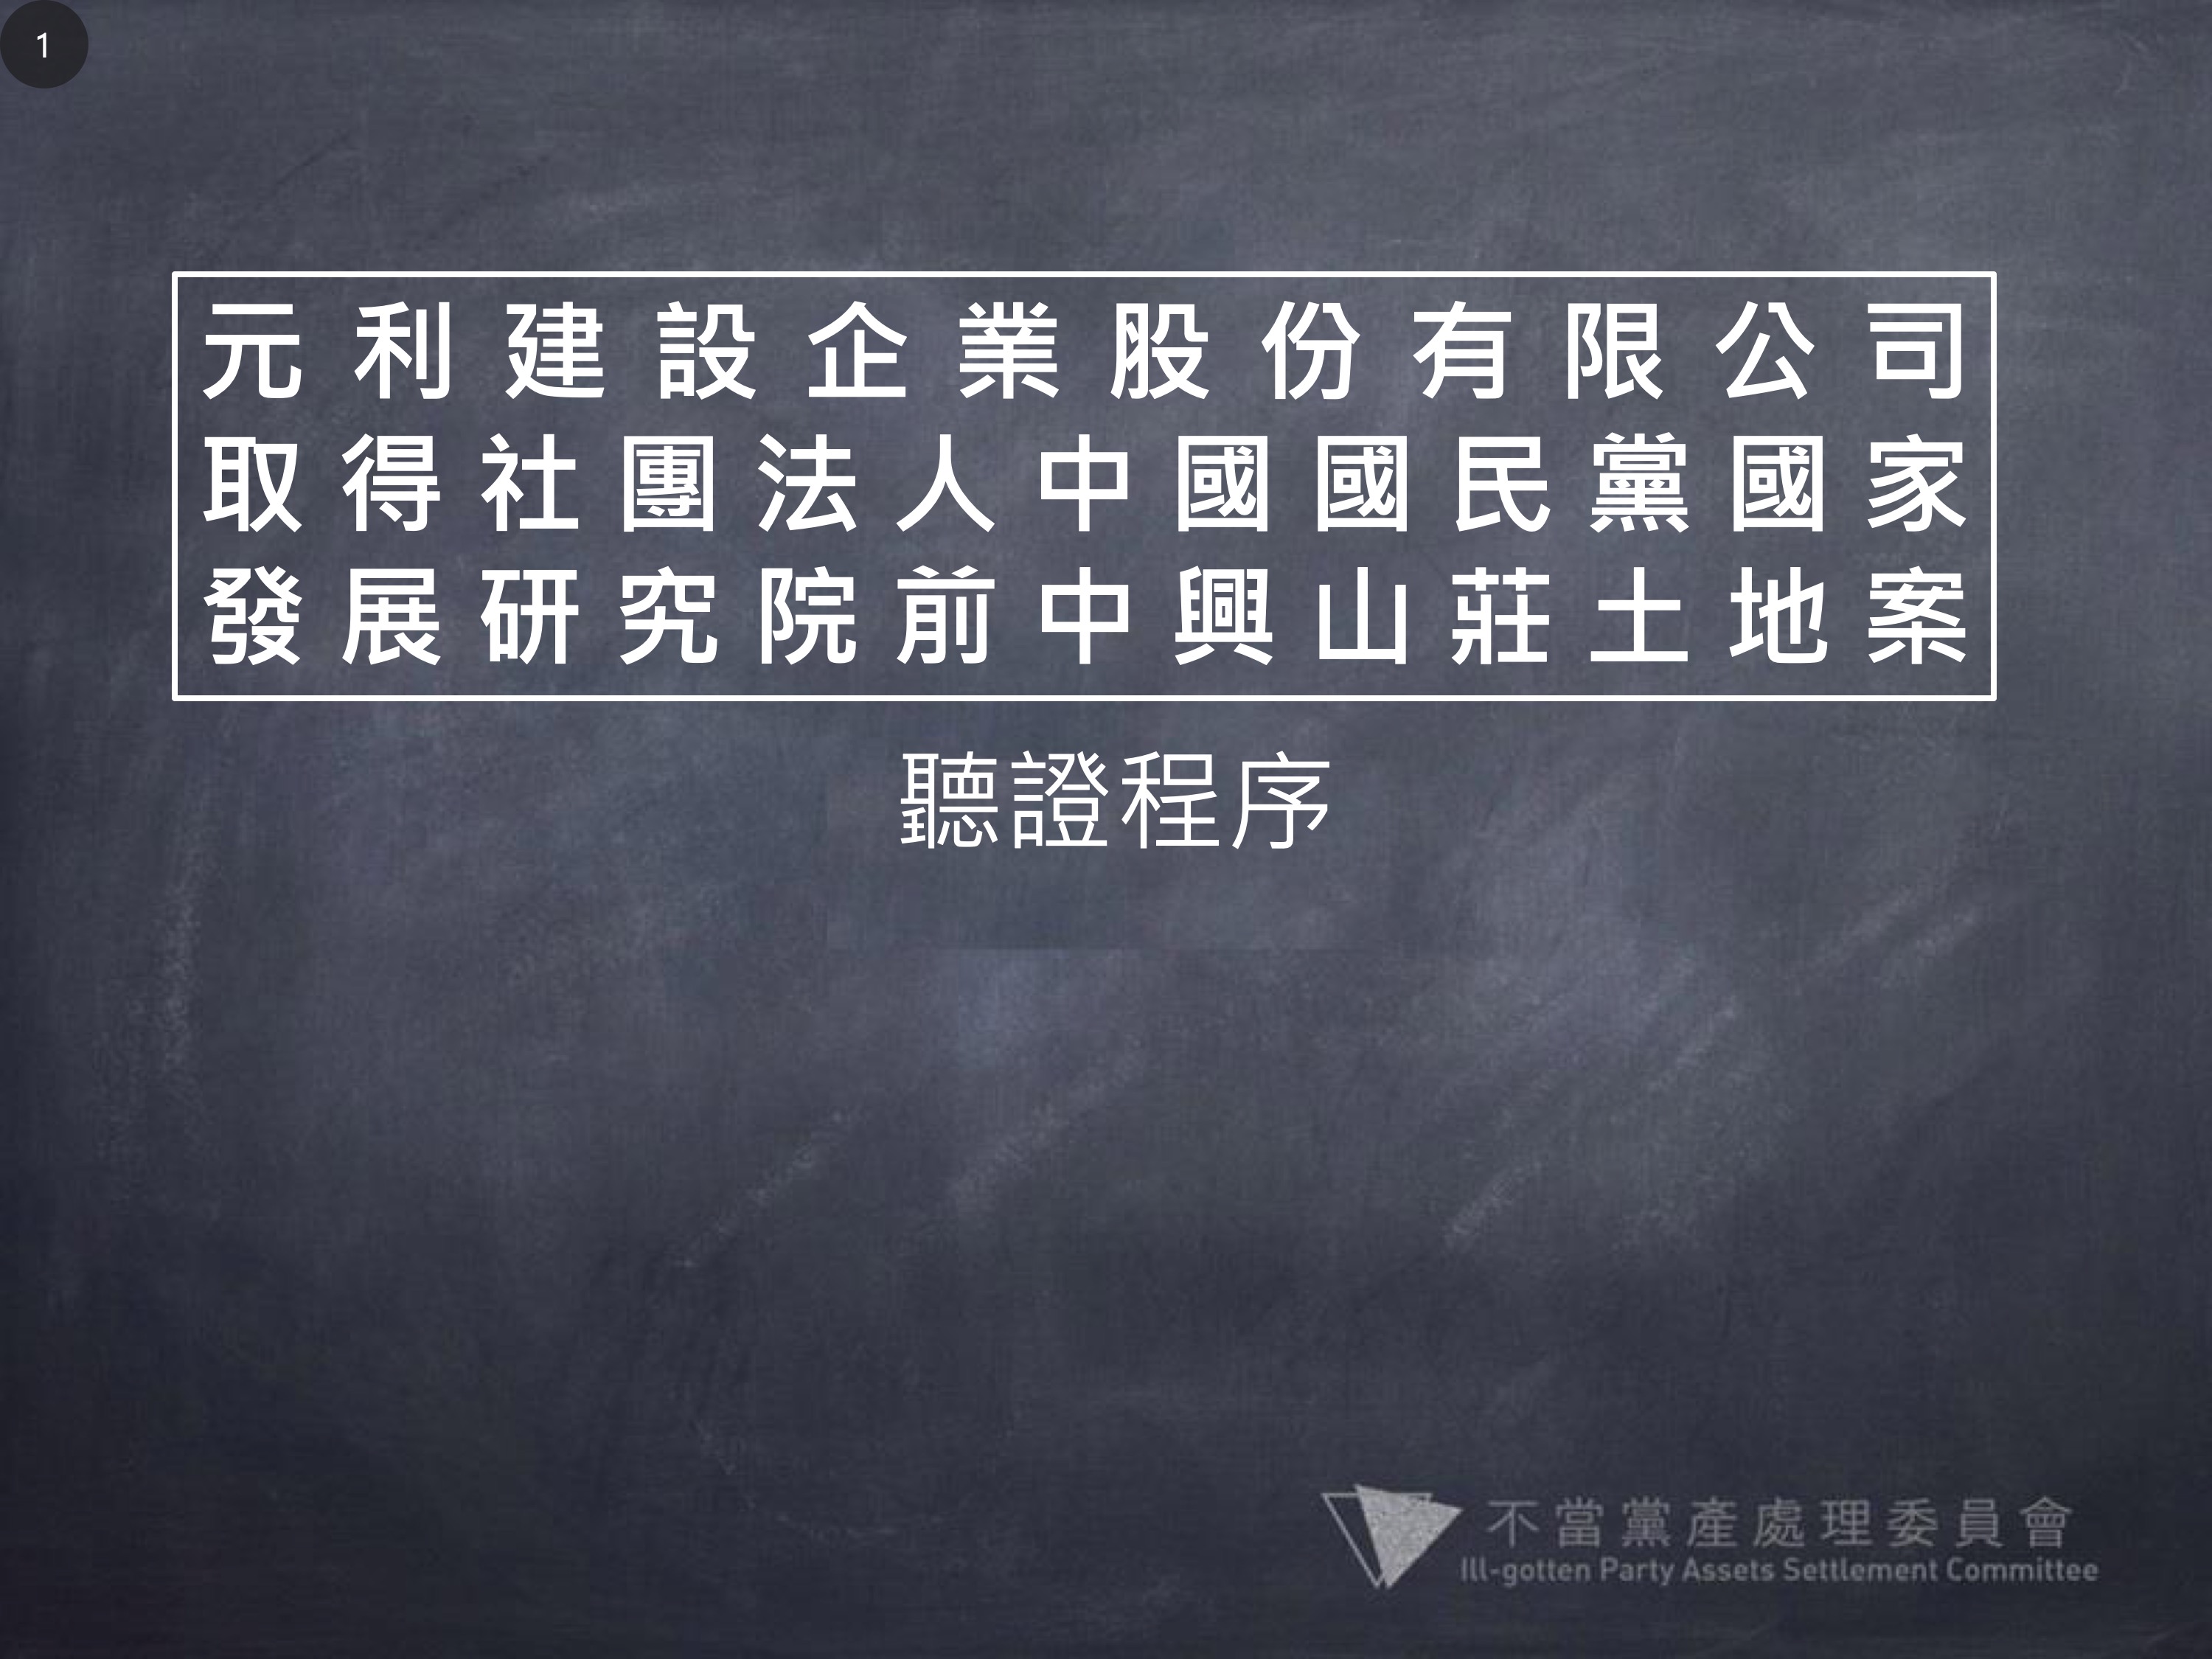 1
元利建設企業股份有限公司
取得社團法人中國國民黨國家
發展研究院前中興山莊土地案
聽證程序
不當黨產處理委員會
Ill-gotten Party Assets Settlement Committee